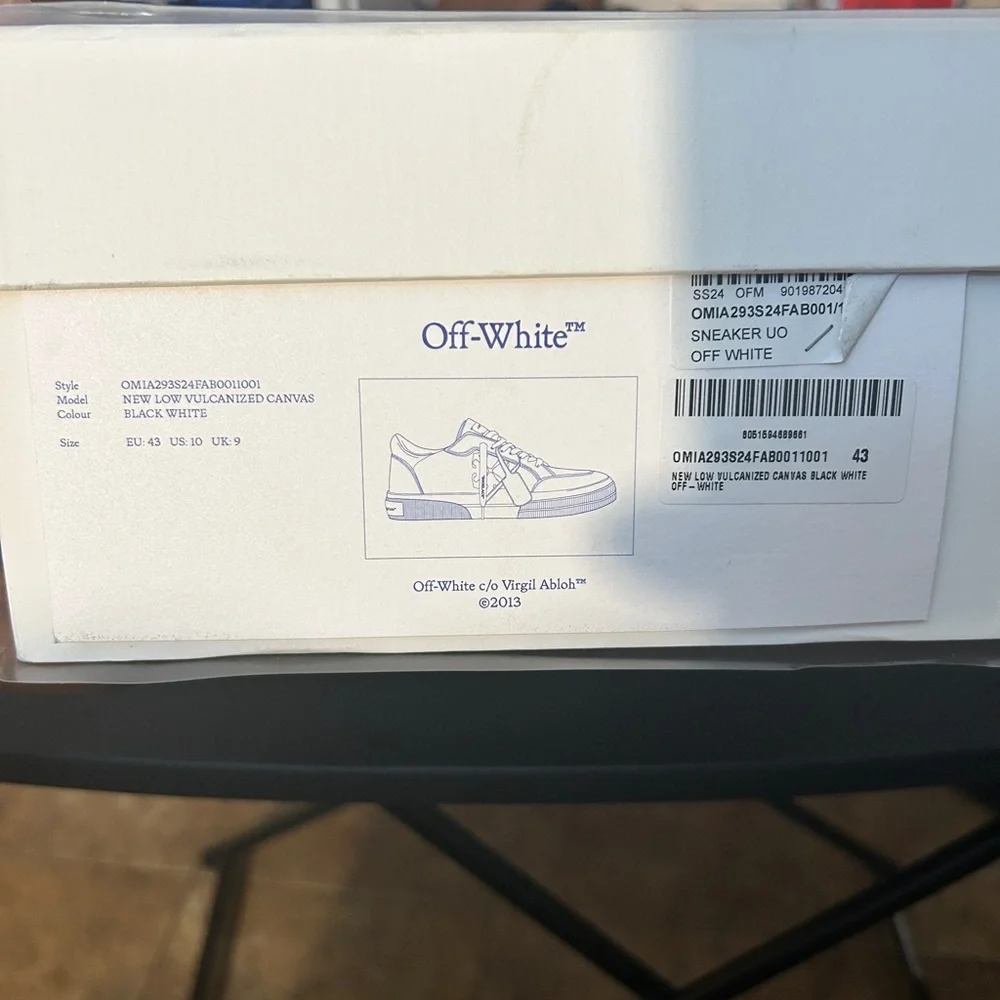 Off-White™
Style OMIA293S24FAB0011001
Model NEW LOW VULCANIZED CANVAS
Colour BLACK WHITE
Size EU: 43 US: 10 UK: 9
Off-White c/o Virgil Abloh™
©2013
SS24 OFM 901987204
OMIA293S24FAB001/1
SNEAKER UO
OFF WHITE
8051594689661
OMIA293S24FAB0011001 43
NEW LOW VULCANIZED CANVAS BLACK WHITE
OFF-WHITE